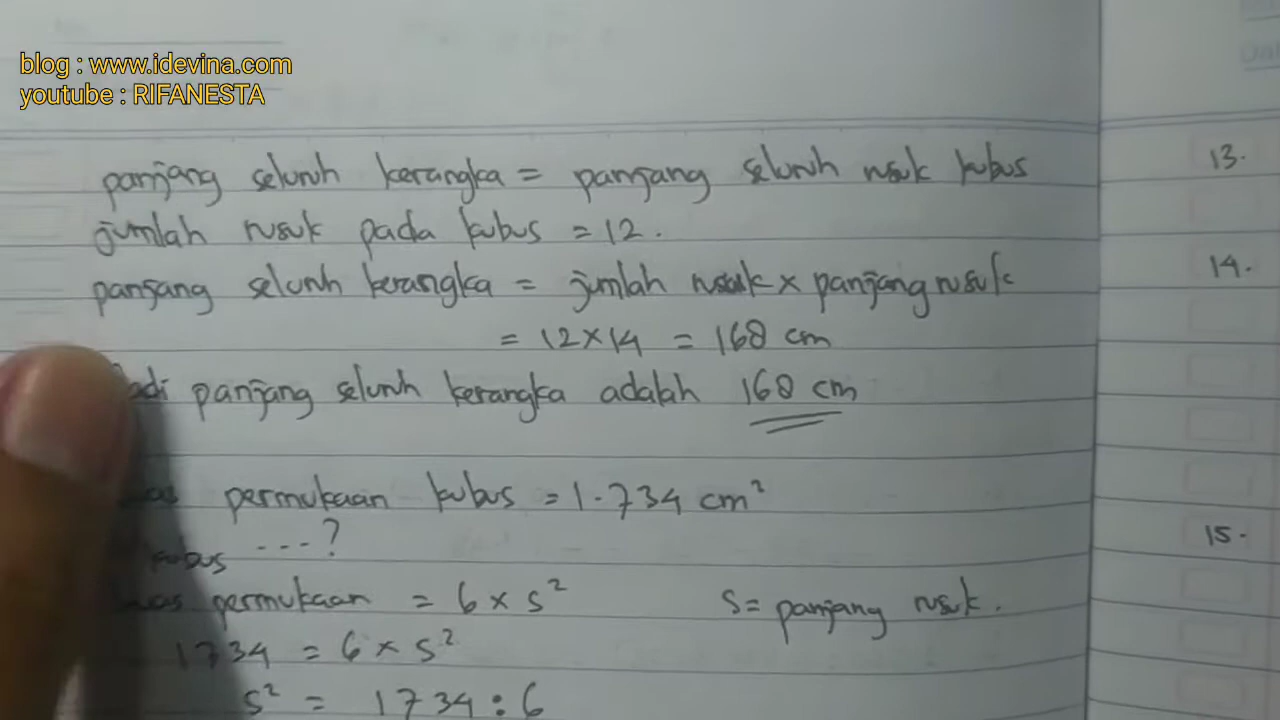 blog : www.idevina.com
youtube : RIFANESTA
panjang seluruh kerangka = panjang seluruh rusuk kubus
jumlah rusuk pada kubus = 12.
panjang seluruh kerangka = jumlah rusuk x panjang rusuk
= 12 x 14 = 168 cm
panjang seluruh kerangka adalah 168 cm
permukaan kubus = 1.734 cm²
kubus ...?
permukaan = 6 x s² s = panjang rusuk.
1734 = 6 x s²
s² = 1734 : 6
13.
14.
15.